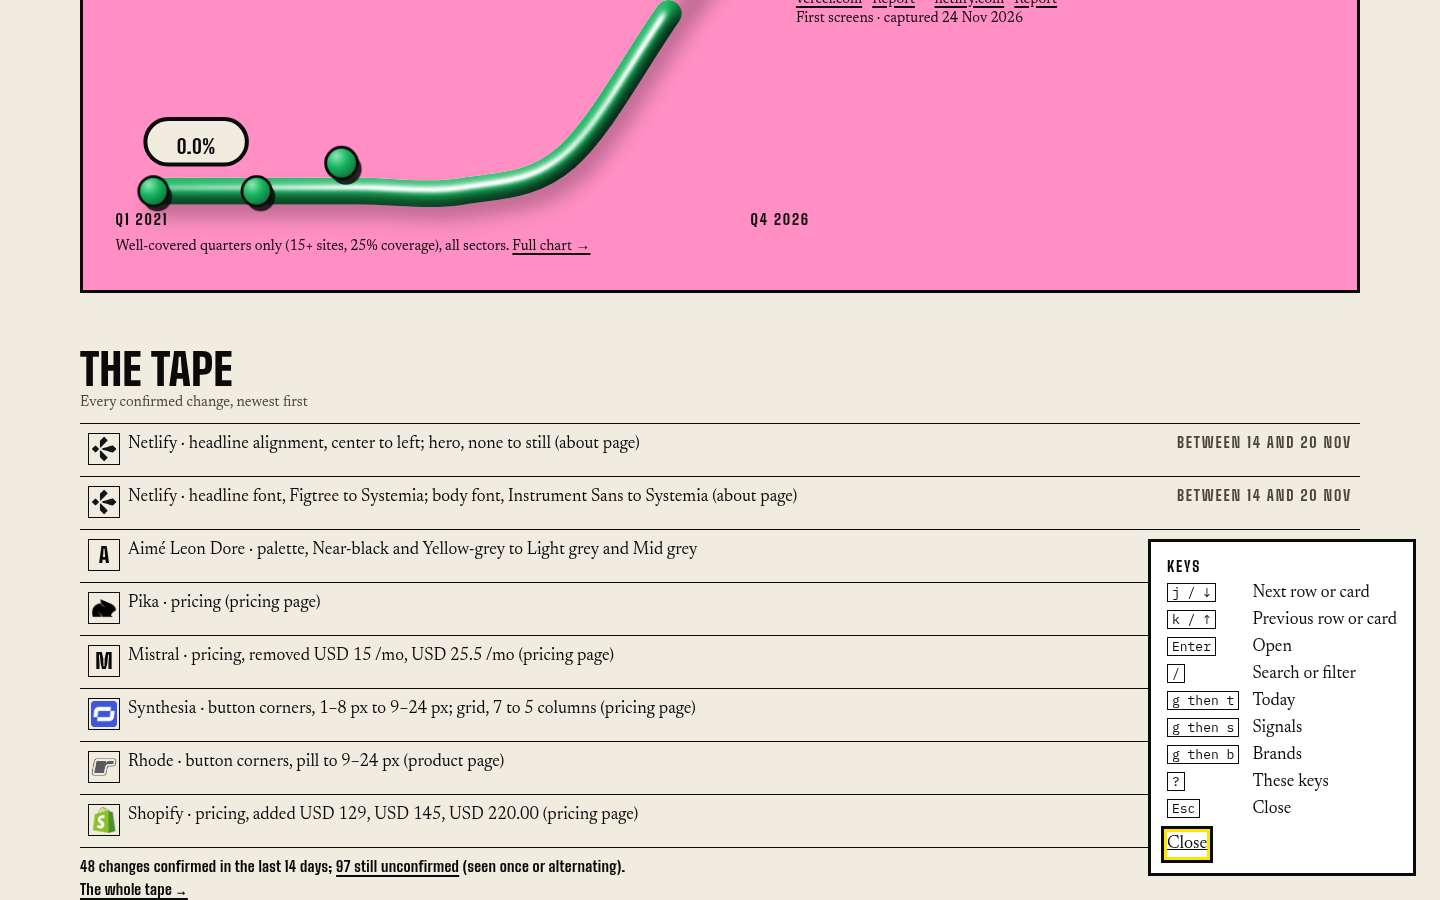 vercel.com Report netlify.com Report
First screens · captured 24 Nov 2026
0.0%
Q1 2021
Q4 2026
Well-covered quarters only (15+ sites, 25% coverage), all sectors. Full chart →
THE TAPE
Every confirmed change, newest first
Netlify · headline alignment, center to left; hero, none to still (about page)
BETWEEN 14 AND 20 NOV
Netlify · headline font, Figtree to Systemia; body font, Instrument Sans to Systemia (about page)
BETWEEN 14 AND 20 NOV
A
Aimé Leon Dore · palette, Near-black and Yellow-grey to Light grey and Mid grey
Pika · pricing (pricing page)
M
Mistral · pricing, removed USD 15 /mo, USD 25.5 /mo (pricing page)
Synthesia · button corners, 1–8 px to 9–24 px; grid, 7 to 5 columns (pricing page)
Rhode · button corners, pill to 9–24 px (product page)
Shopify · pricing, added USD 129, USD 145, USD 220.00 (pricing page)
48 changes confirmed in the last 14 days; 97 still unconfirmed (seen once or alternating).
The whole tape →
KEYS
j / ↓ Next row or card
k / ↑ Previous row or card
Enter Open
/ Search or filter
g then t Today
g then s Signals
g then b Brands
? These keys
Esc Close
Close